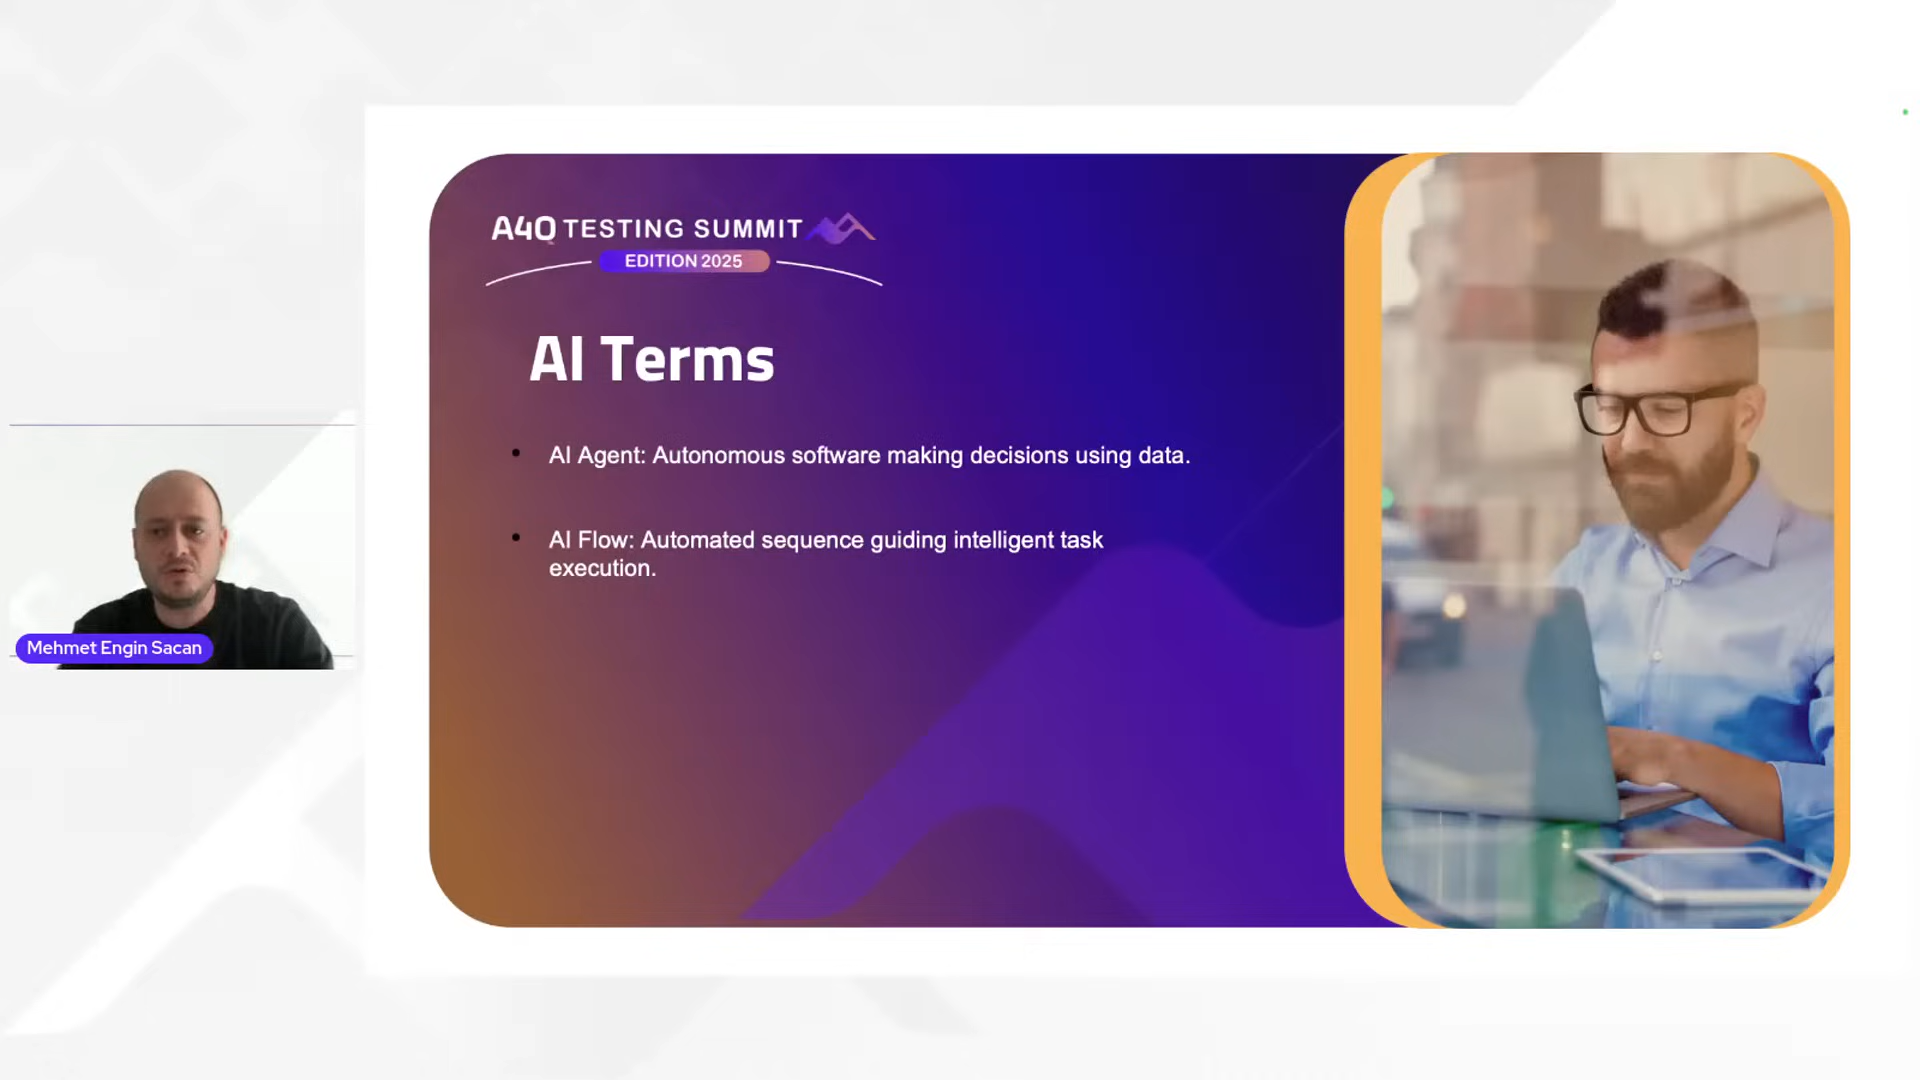 A4Q TESTING SUMMIT
EDITION 2025
AI Terms
AI Agent: Autonomous software making decisions using data.
AI Flow: Automated sequence guiding intelligent task
execution.
Mehmet Engin Sacan